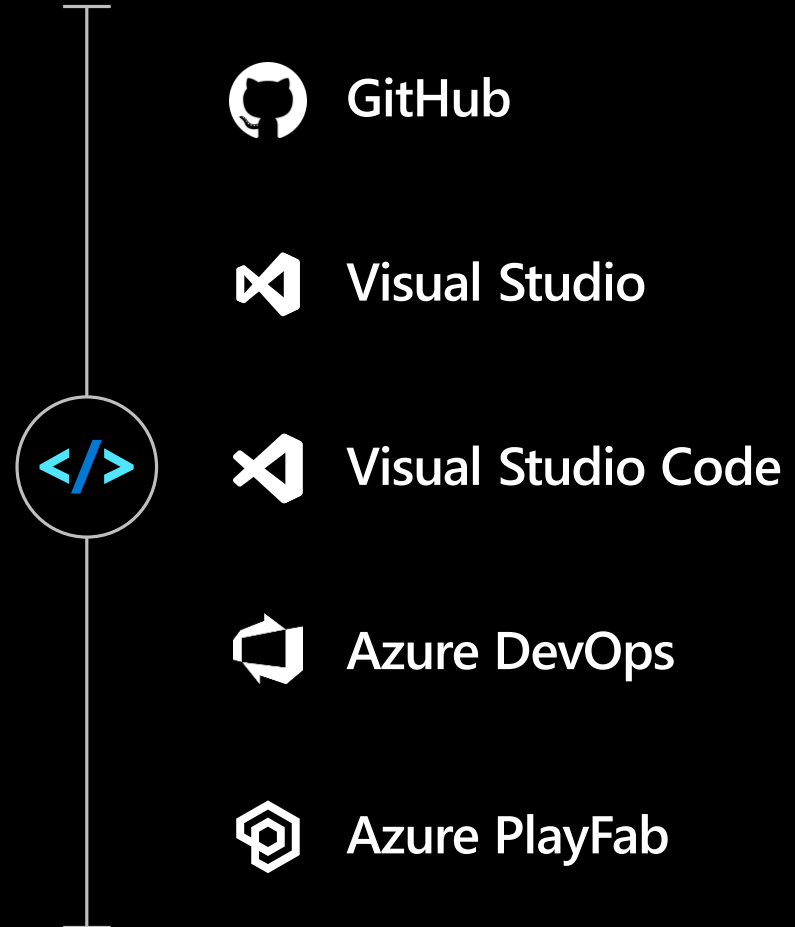 GitHub
Visual Studio
</>
Visual Studio Code
Azure DevOps
Azure PlayFab